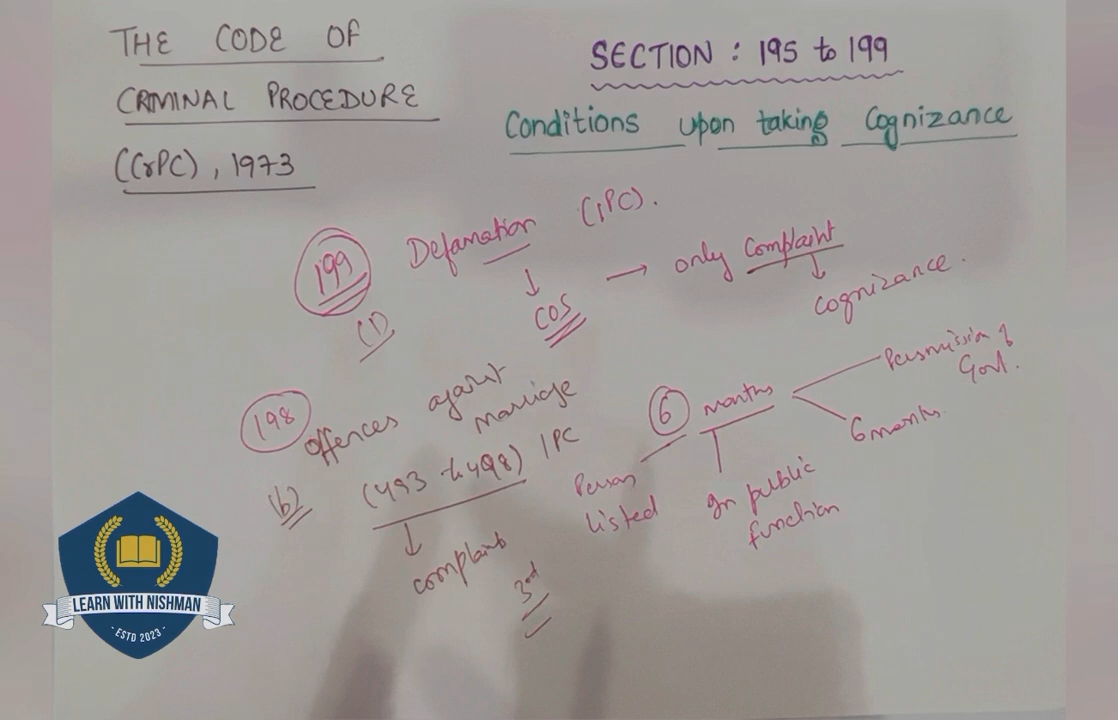 THE CODE OF
CRMINAL PROCEDURE
(CrPC), 1973
SECTION : 195 to 199
Conditions upon taking Cognizance
199
(1)
Defamation (IPC).
COS
only Complaint
Cognizance.
198
offences against
marriage
(b)
(493 to 498) IPC
complaint
3rd
6 months
Permission of
Govt.
6 months.
Person
listed
In public
function
LEARN WITH NISHMAN
- ESTD 2023 -